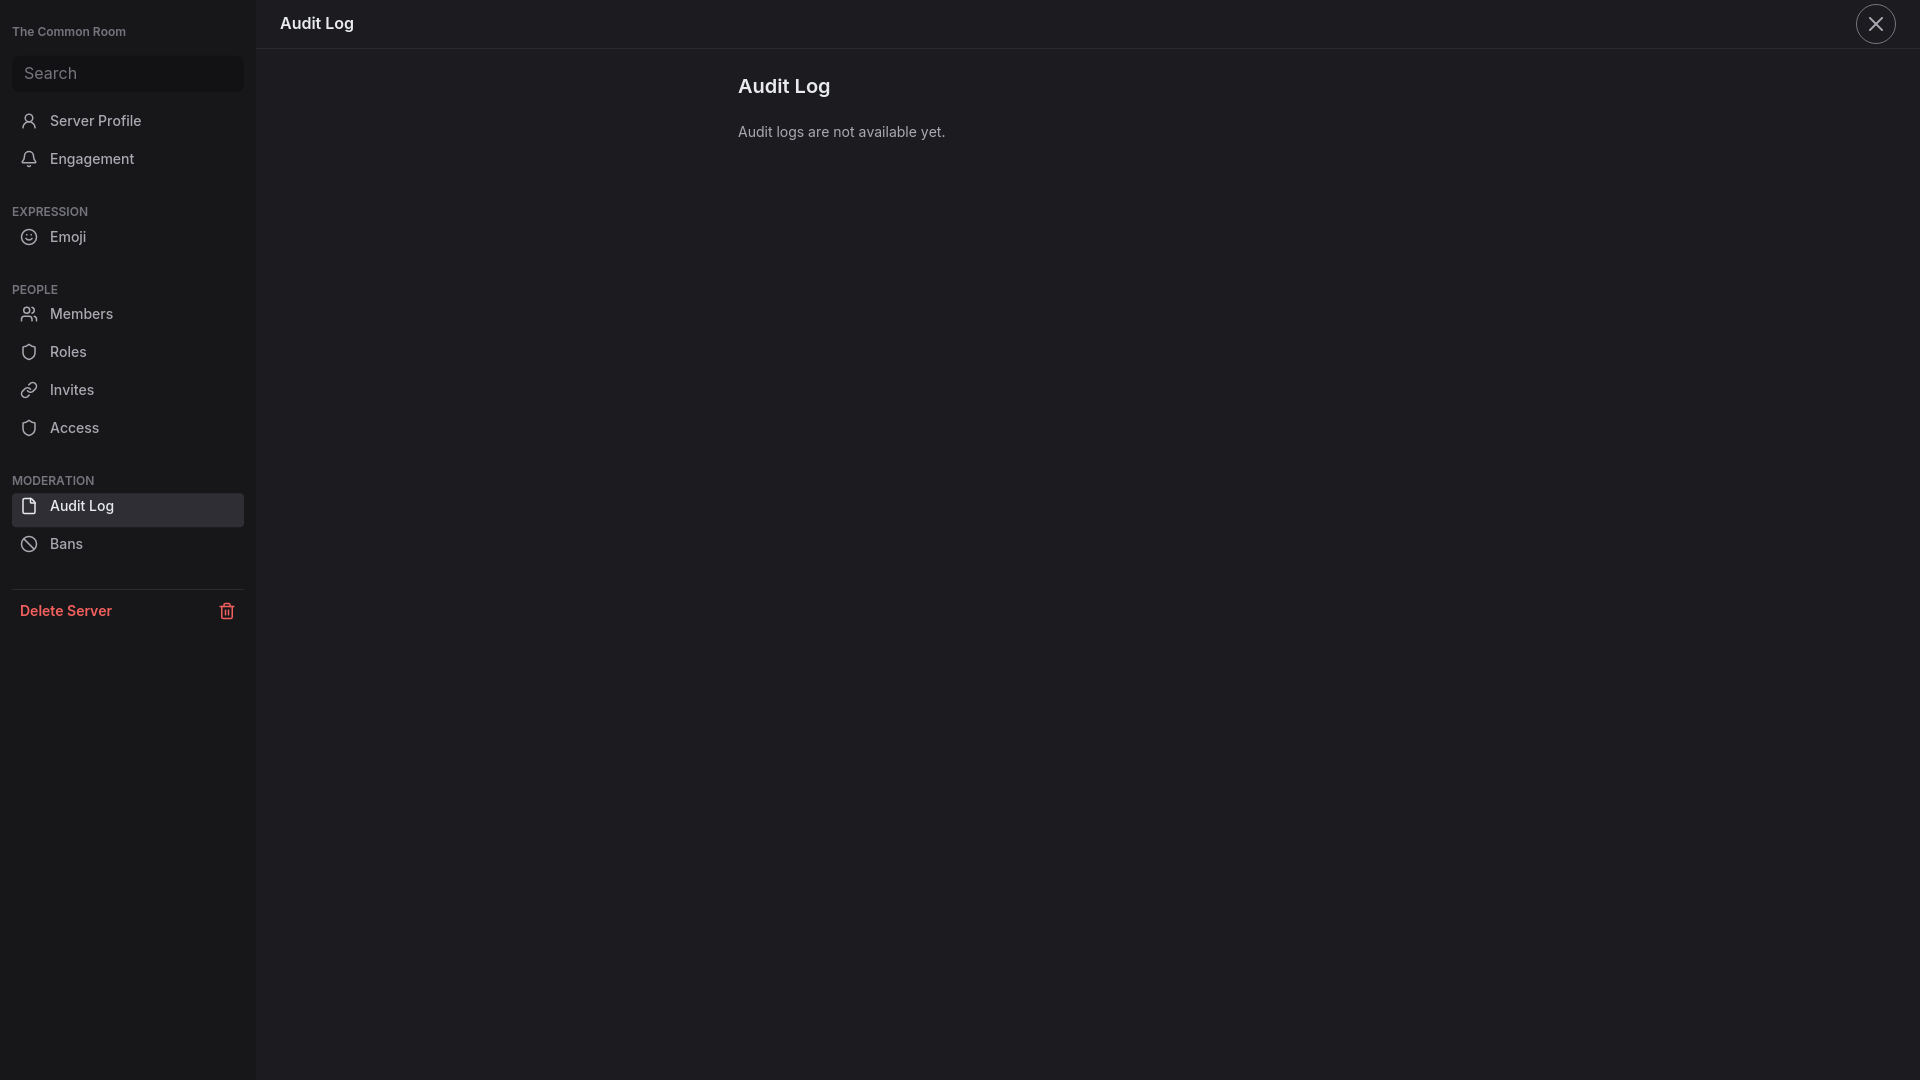 The Common Room
Search
Server Profile
Engagement
EXPRESSION
Emoji
PEOPLE
Members
Roles
Invites
Access
MODERATION
Audit Log
Bans
Delete Server
Audit Log
Audit Log
Audit logs are not available yet.